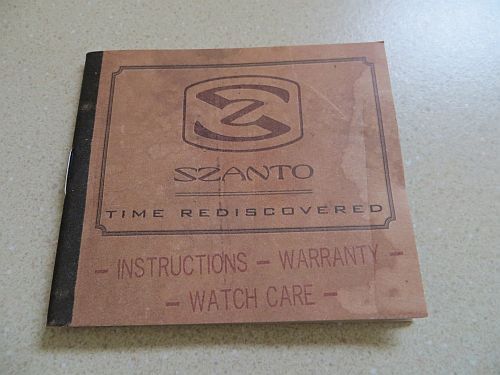 SZANTO
TIME REDISCOVERED
- INSTRUCTIONS - WARRANTY -
- WATCH CARE -